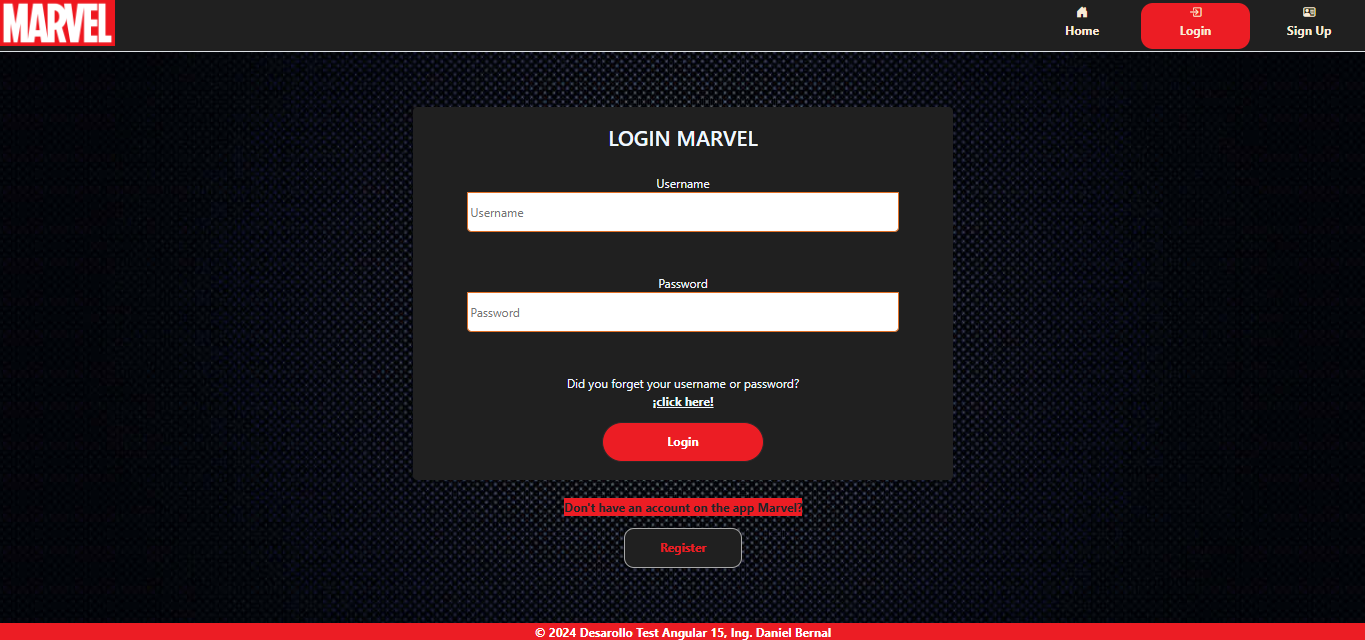 MARVEL
Home
Login
Sign Up
LOGIN MARVEL
Username
Username
Password
Password
Did you forget your username or password?
¡click here!
Login
Don't have an account on the app Marvel?
Register
© 2024 Desarollo Test Angular 15, Ing. Daniel Bernal